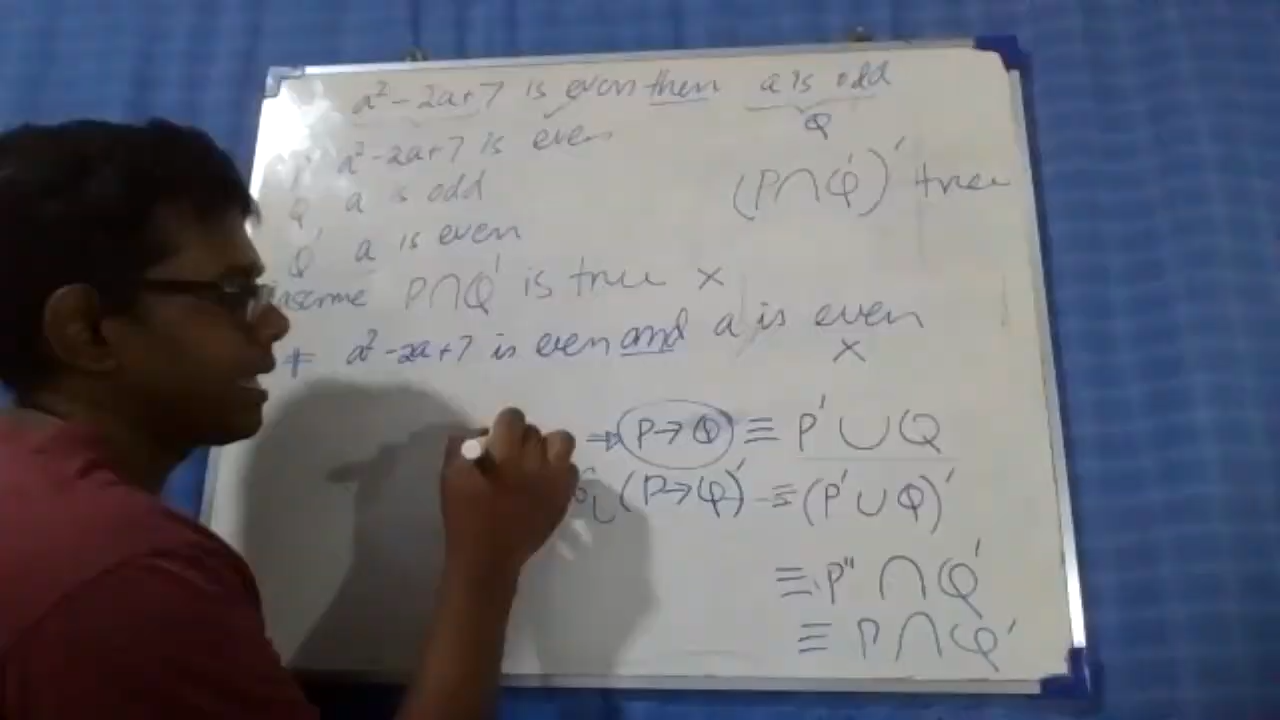 a² - 2a+7 is even then a is odd
Q
P a² - 2a+7 is even
Q a is odd
(P∩Q')' true
Q' a is even
assume P∩Q' is true ×
# a² - 2a+7 is even and a is even
×
⇒ P→Q ≡ P' ∪ Q
(P→Q)' ≡ (P' ∪ Q)'
≡ P'' ∩ Q'
≡ P ∩ Q'